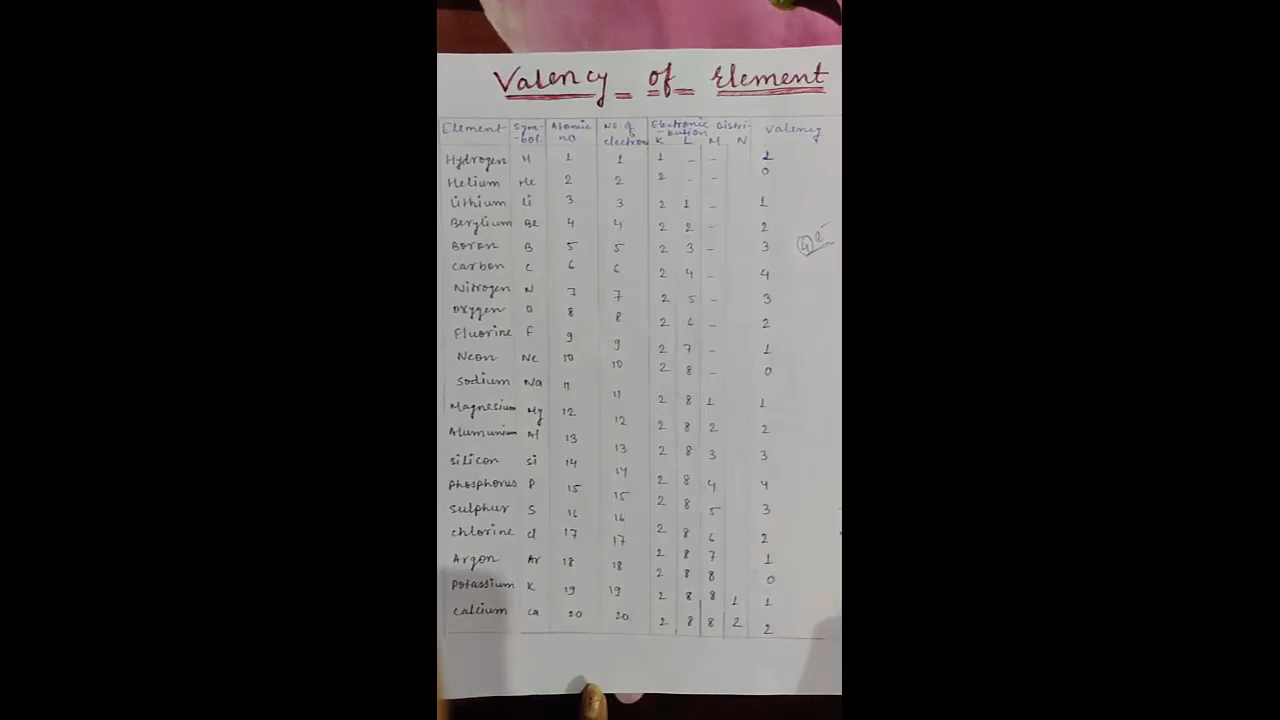 Valency of Element
Element Sym- Atomic No. of Electronic Distri- Valency
-bol no electron -bution
K L M N
Hydrogen H 1 1 1 - - 1
Helium He 2 2 2 - - 0
Lithium Li 3 3 2 1 - 1
Berylium Be 4 4 2 2 - 2
Boron B 5 5 2 3 - 3 4 e⁻
Carbon C 6 6 2 4 - 4
Nitrogen N 7 7 2 5 - 3
Oxygen O 8 8 2 6 - 2
Fluorine F 9 9 2 7 - 1
Neon Ne 10 10 2 8 - 0
Sodium Na 11 11 2 8 1 1
Magnesium Mg 12 12 2 8 2 2
Alumunium Al 13 13 2 8 3 3
Silicon Si 14 14 2 8 4 4
Phosphorus P 15 15 2 8 5 3
Sulphur S 16 16 2 8 6 2
Chlorine Cl 17 17 2 8 7 1
Argon Ar 18 18 2 8 8 0
Potassium K 19 19 2 8 8 1 1
Calcium Ca 20 20 2 8 8 2 2